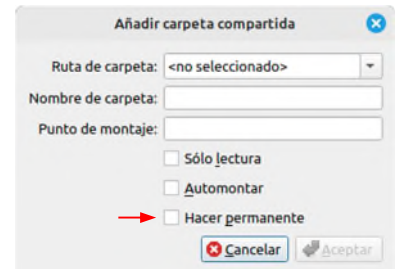 Añadir carpeta compartida
Ruta de carpeta: <no seleccionado>
Nombre de carpeta:
Punto de montaje:
Sólo lectura
Automontar
Hacer permanente
Cancelar Aceptar